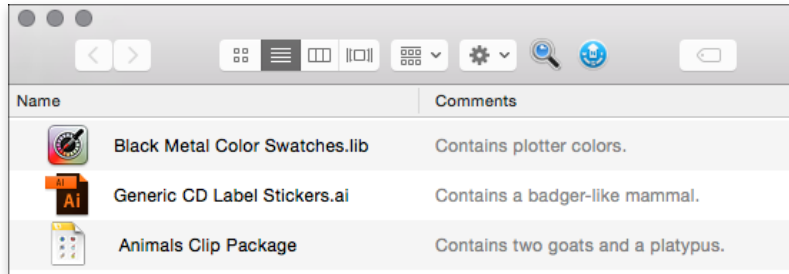 Name Comments
Black Metal Color Swatches.lib Contains plotter colors.
AI
Ai
Generic CD Label Stickers.ai Contains a badger-like mammal.
Animals Clip Package Contains two goats and a platypus.